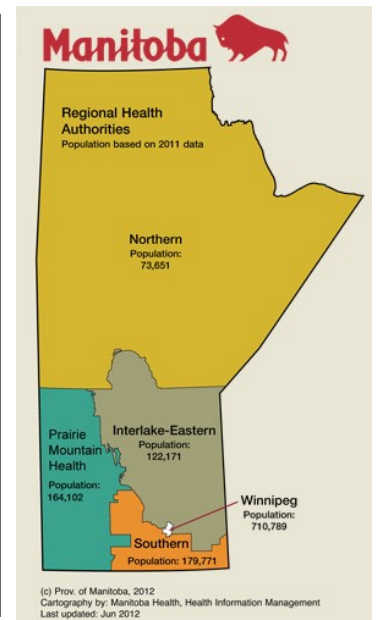 Manitoba
Regional Health
Authorities
Population based on 2011 data
Northern
Population:
73,651
Interlake-Eastern
Population:
122,171
Prairie
Mountain
Health
Population:
164,102
Winnipeg
Population:
710,789
Southern
Population: 179,771
(c) Prov. of Manitoba, 2012
Cartography by: Manitoba Health, Health Information Management
Last updated: Jun 2012